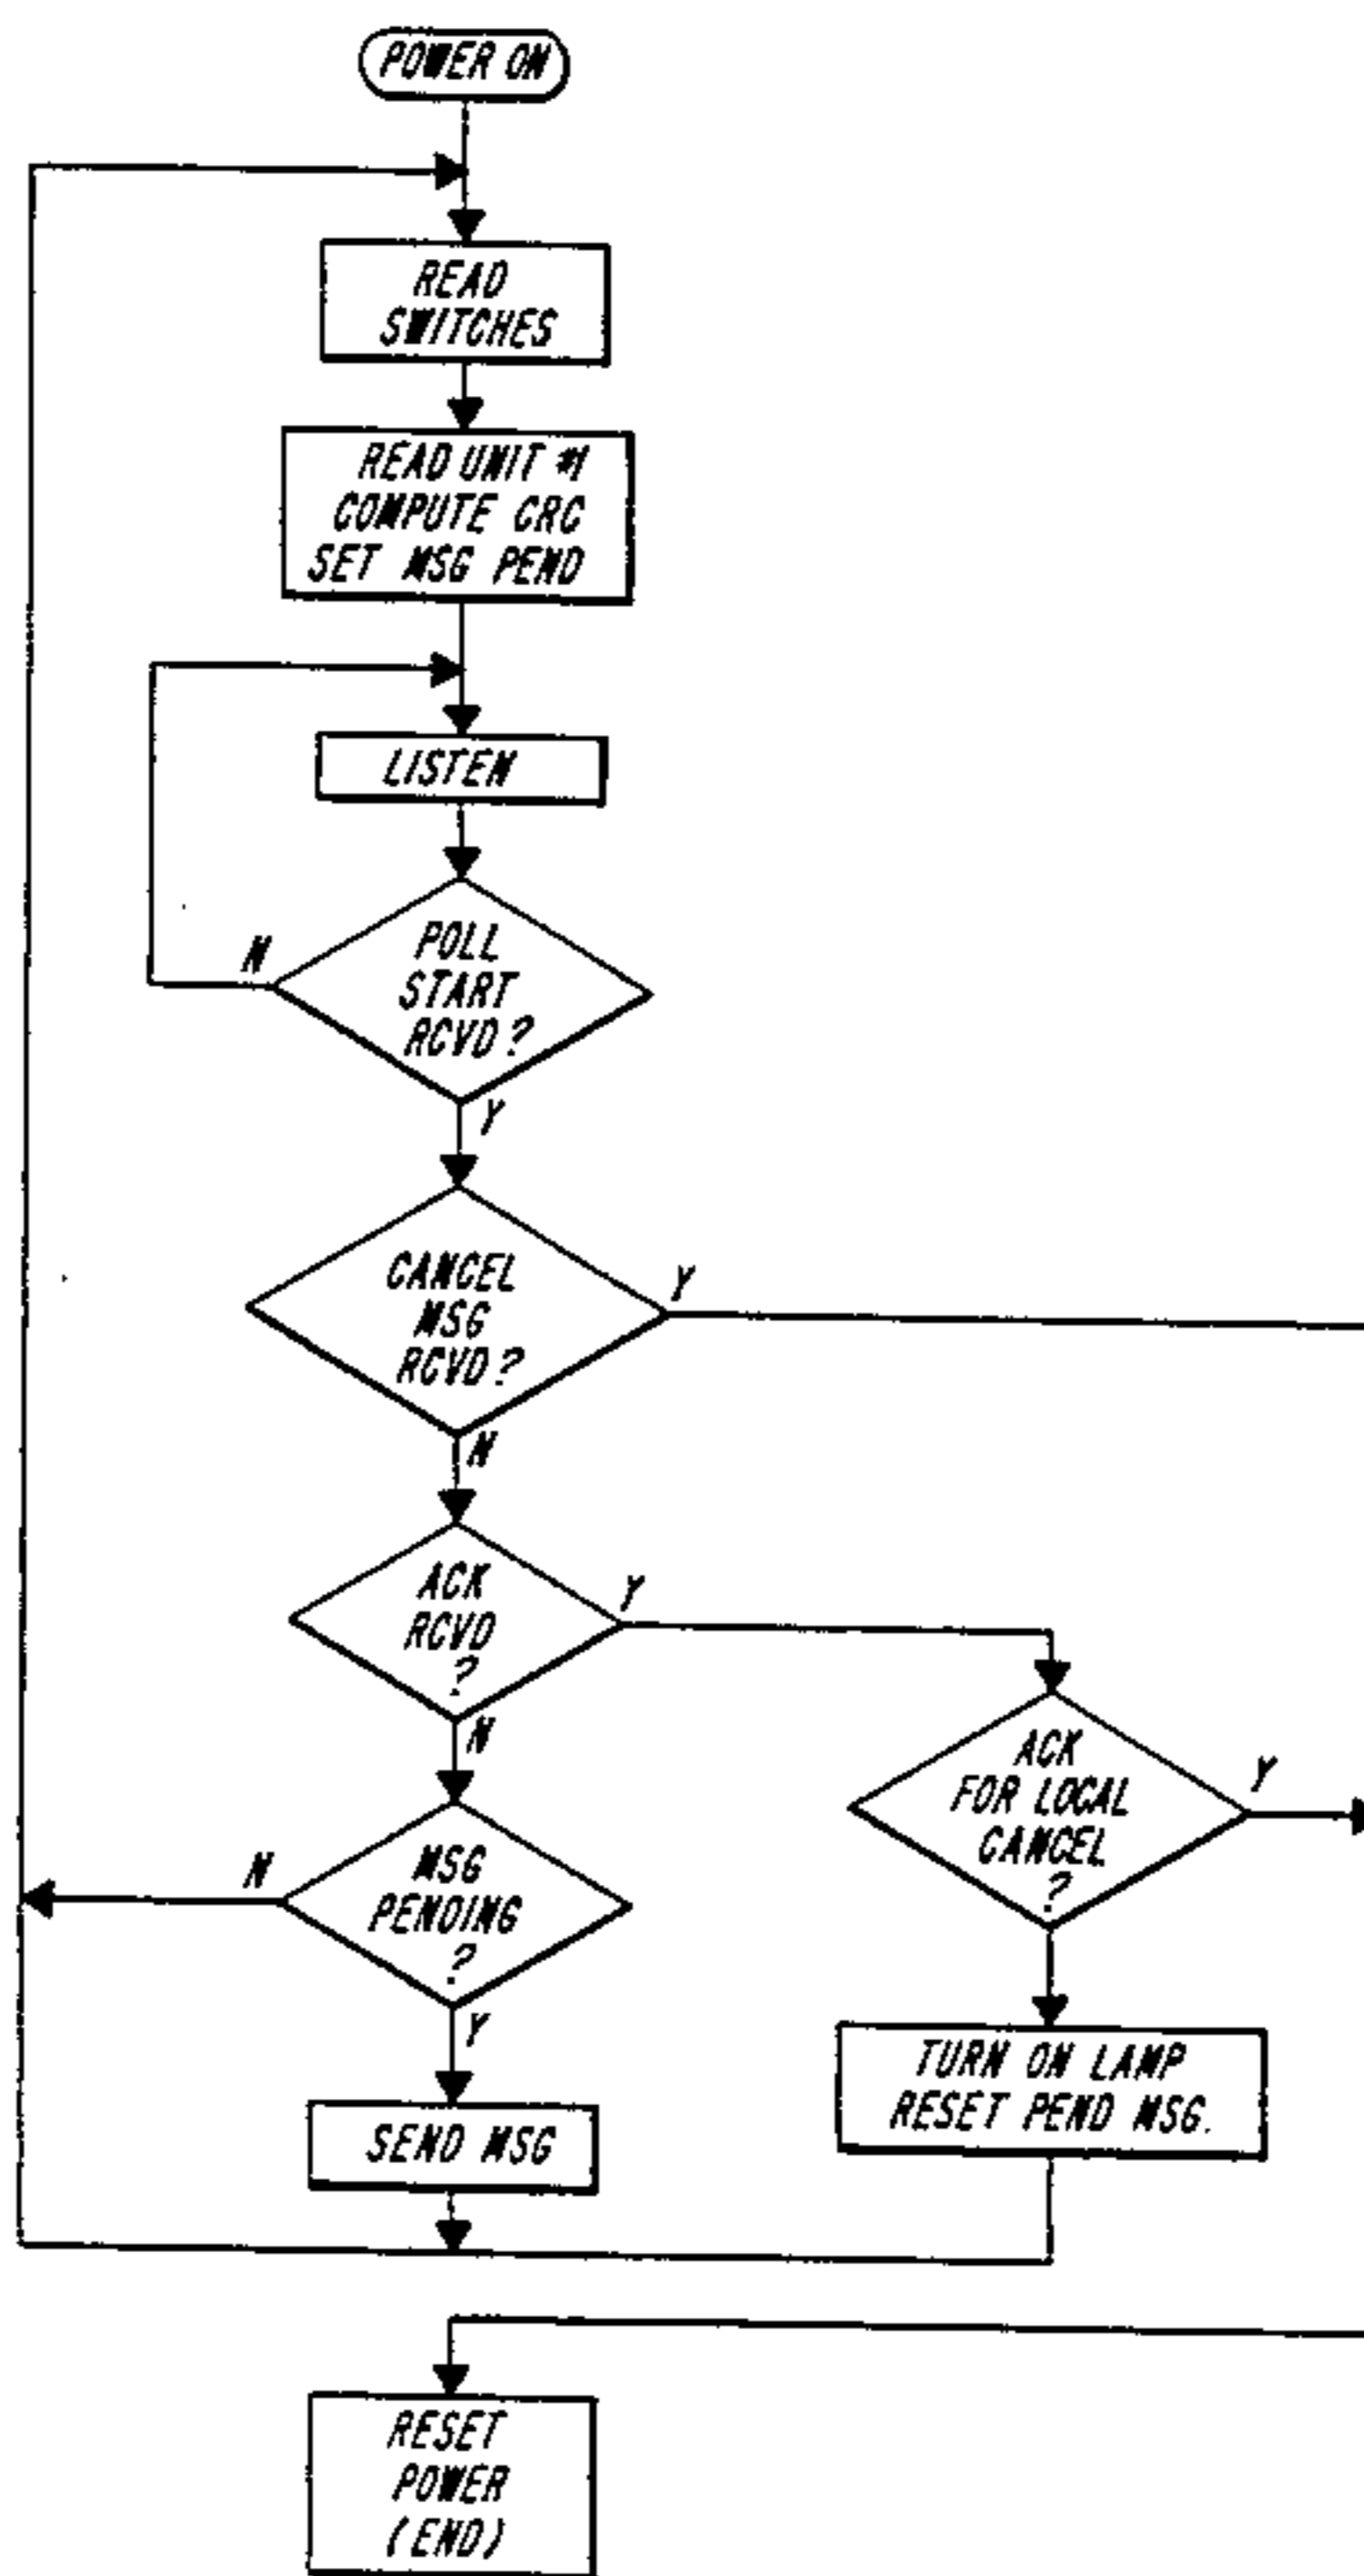 POWER ON
READ
SWITCHES
READ UNIT #1
COMPUTE CRC
SET MSG PEND
LISTEN
POLL
START
RCVD?
N
Y
CANCEL
MSG
RCVD?
Y
N
ACK
RCVD
?
Y
N
ACK
FOR LOCAL
CANCEL
?
Y
MSG
PENDING
?
N
Y
TURN ON LAMP
RESET PEND MSG.
SEND MSG
RESET
POWER
(END)